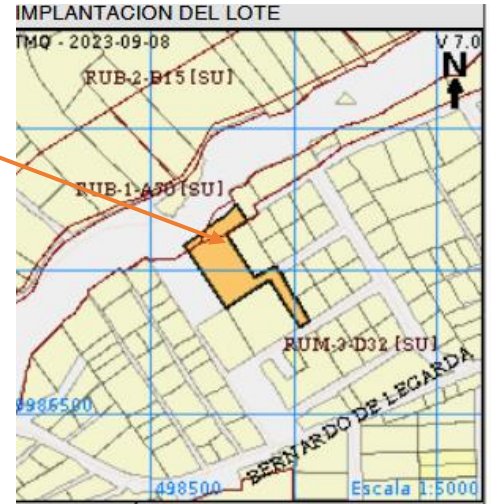 IMPLANTACION DEL LOTE
TMQ - 2023-09-08
V 7.0
N
RUB-2-B15 [SU]
RUB-1-A50 [SU]
RUM-3-D32 [SU]
BERNARDO DE LEGARDA
9986500
498500
Escala 1:5000